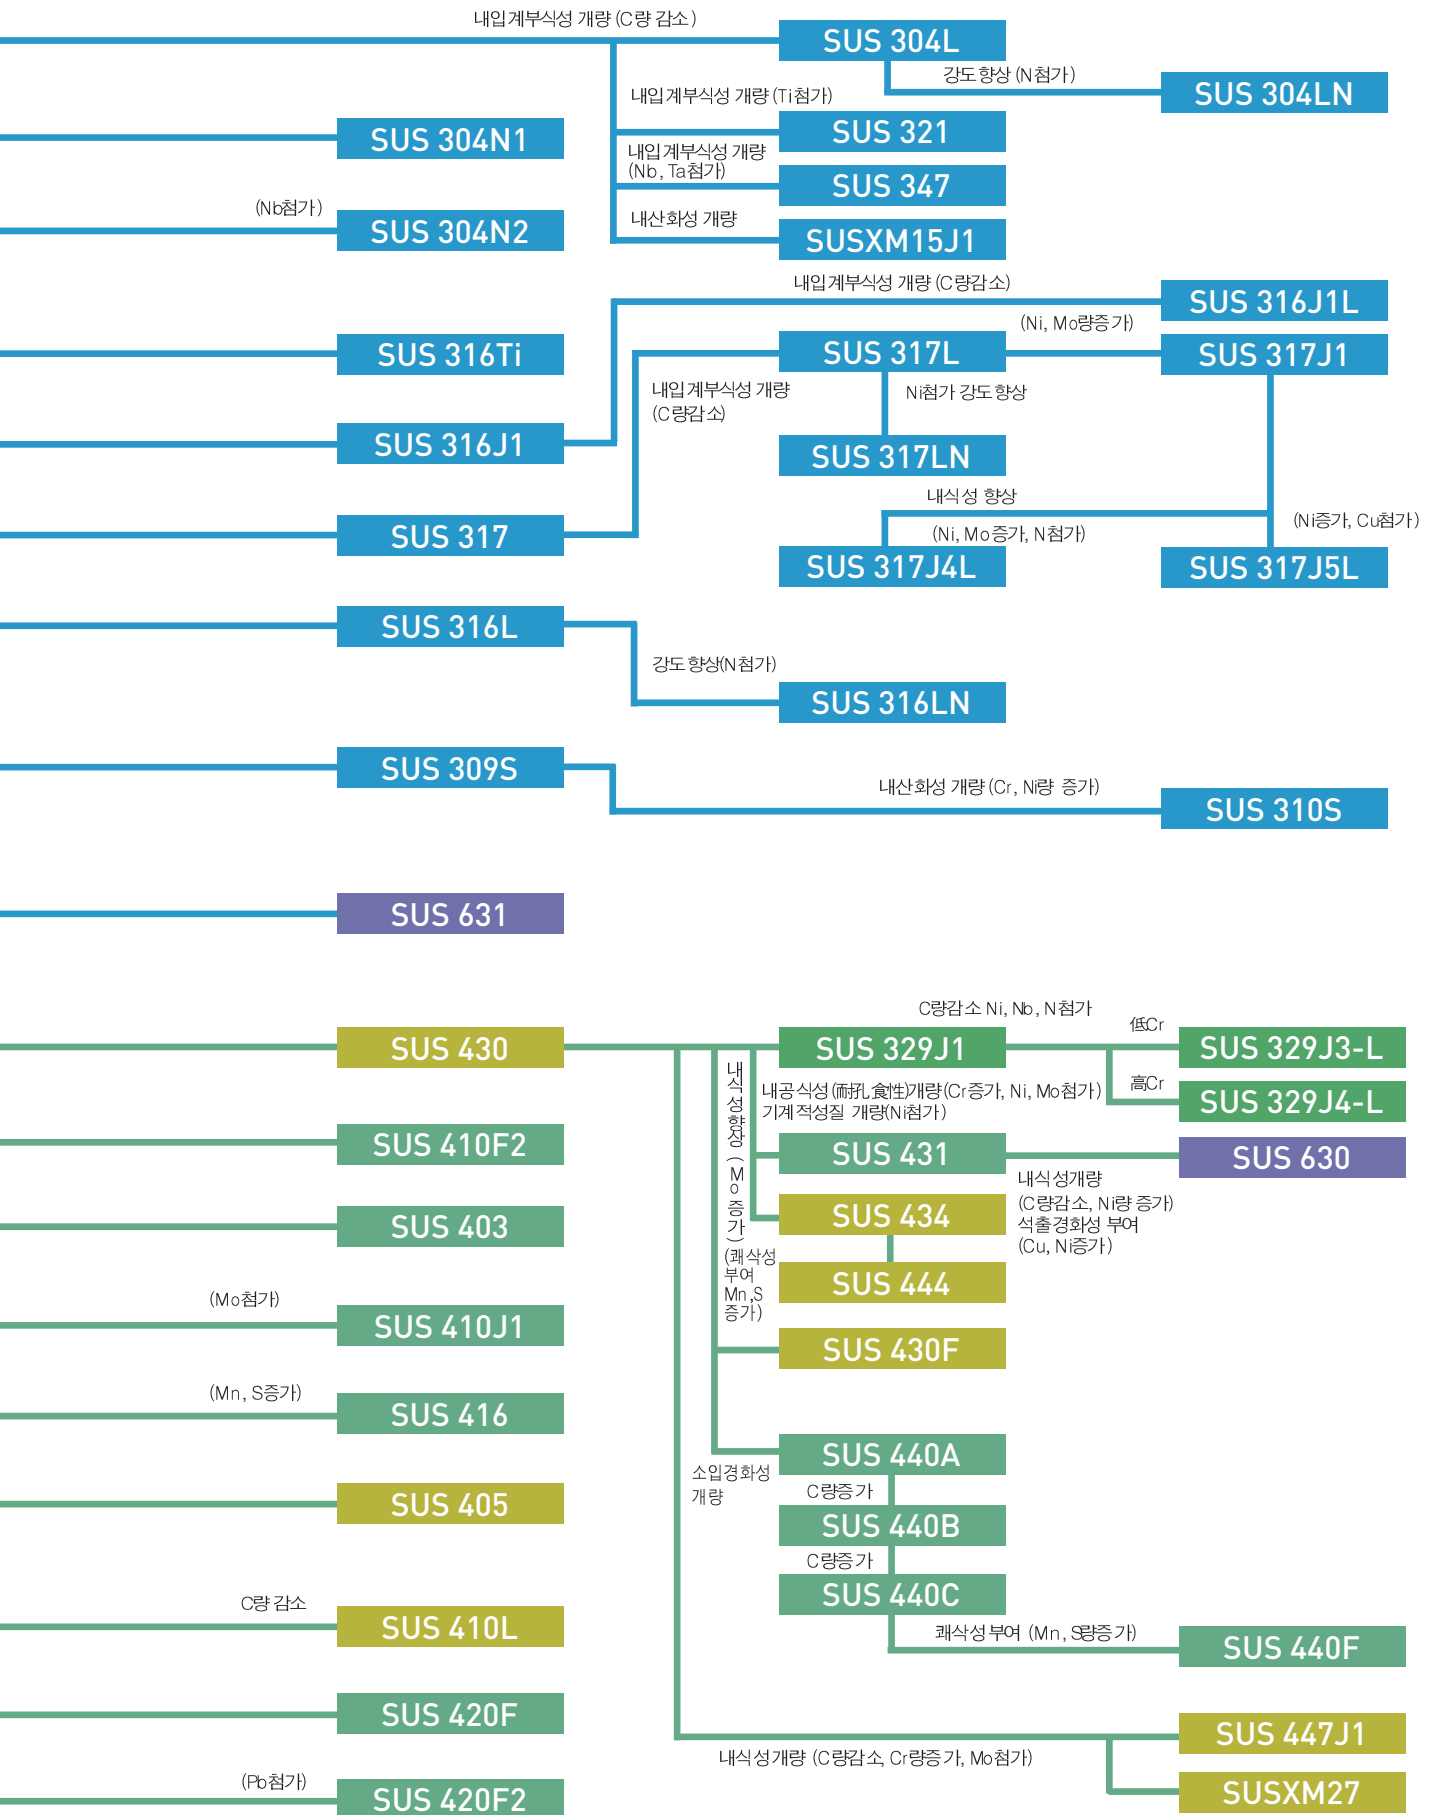 내입계부식성 개량 (C량 감소)
SUS 304L
강도향상 (N첨가)
SUS 304LN
내입계부식성 개량 (Ti첨가)
SUS 304N1
SUS 321
내입계부식성 개량
(Nb, Ta첨가)
SUS 347
(Nb첨가)
SUS 304N2
내산화성 개량
SUSXM15J1
내입계부식성 개량 (C량감소)
SUS 316J1L
(Ni, Mo량증가)
SUS 316Ti
SUS 317L
SUS 317J1
내입계부식성 개량
(C량감소)
Ni첨가 강도향상
SUS 316J1
SUS 317LN
내식성 향상
SUS 317
(Ni, Mo증가, N첨가)
(Ni증가, Cu첨가)
SUS 317J4L
SUS 317J5L
SUS 316L
강도향상(N첨가)
SUS 316LN
SUS 309S
내산화성 개량 (Cr, Ni량 증가)
SUS 310S
SUS 631
C량감소 Ni, Nb, N첨가
低Cr
SUS 430
SUS 329J1
SUS 329J3-L
高Cr
SUS 329J4-L
내식성향상(Mo증가)
내공식성(耐孔食性)개량(Cr증가, Ni, Mo첨가)
기계적성질 개량(Ni첨가)
SUS 410F2
SUS 431
SUS 630
내식성개량
(C량감소, Ni량 증가)
석출경화성 부여
(Cu, Ni증가)
SUS 403
SUS 434
(쾌삭성
부여
Mn,S
증가)
SUS 444
(Mo첨가)
SUS 410J1
SUS 430F
(Mn, S증가)
SUS 416
SUS 440A
소입경화성
개량
C량증가
SUS 405
SUS 440B
C량증가
SUS 440C
C량 감소
SUS 410L
쾌삭성부여 (Mn, S량증가)
SUS 440F
SUS 420F
SUS 447J1
내식성개량 (C량감소, Cr량증가, Mo첨가)
(Pb첨가)
SUS 420F2
SUSXM27